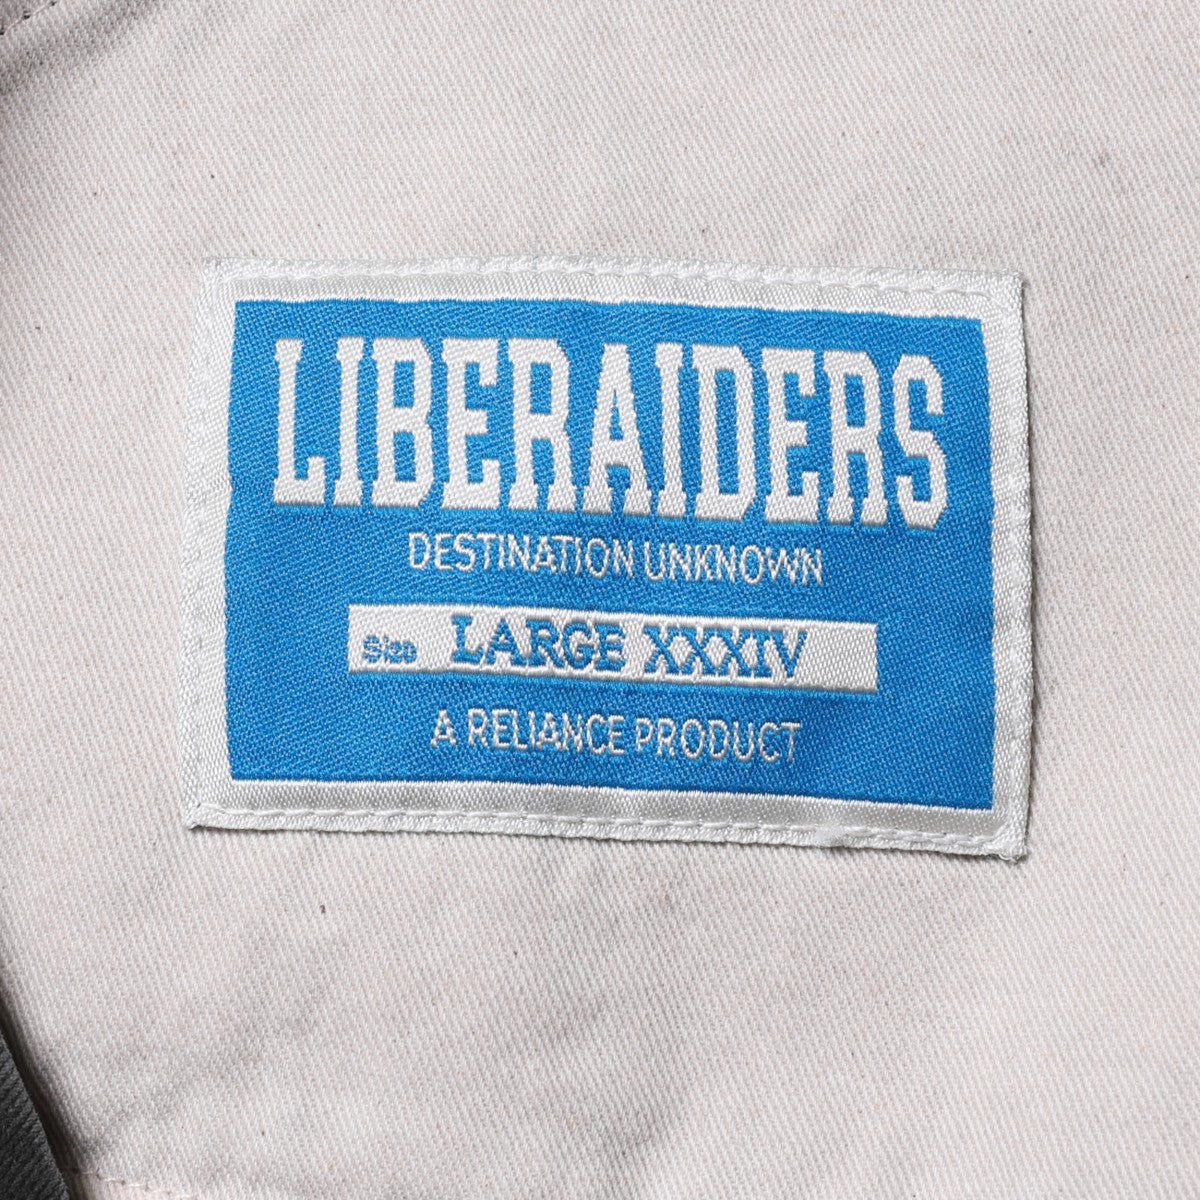 LIBERAIDERS
DESTINATION UNKNOWN
Size LARGE XXXIV
A RELIANCE PRODUCT